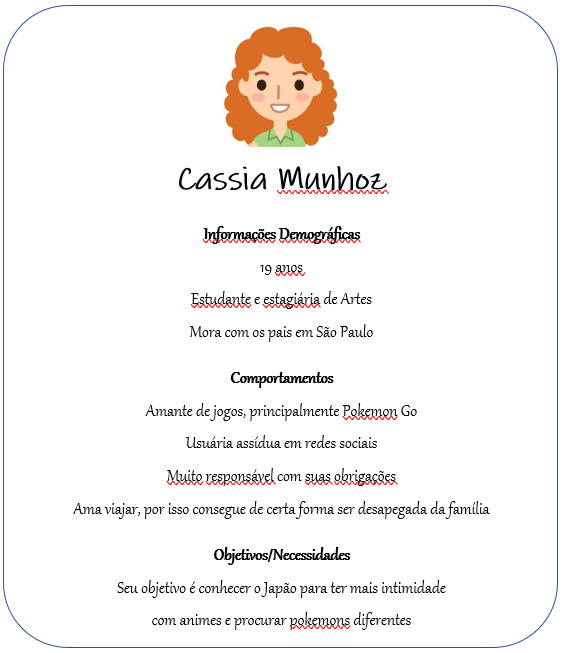 Cassia Munhoz
Informações Demográficas
19 anos
Estudante e estagiária de Artes
Mora com os pais em São Paulo
Comportamentos
Amante de jogos, principalmente Pokemon Go
Usuária assídua em redes sociais
Muito responsável com suas obrigações
Ama viajar, por isso consegue de certa forma ser desapegada da família
Objetivos/Necessidades
Seu objetivo é conhecer o Japão para ter mais intimidade
com animes e procurar pokemons diferentes